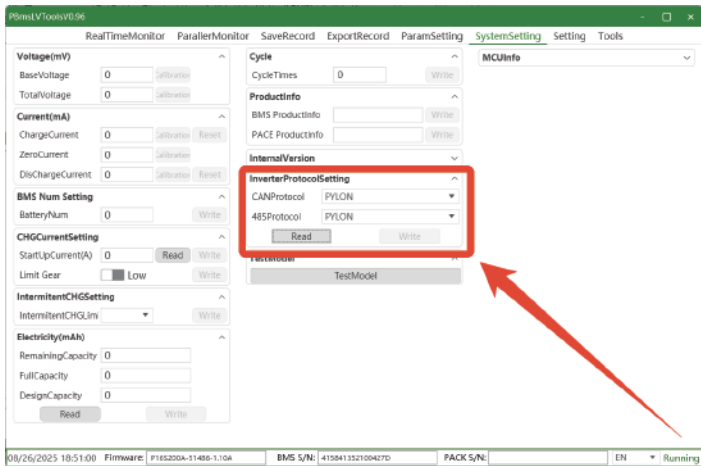 PBmsLVToolsV0.96
RealTimeMonitor ParallerMonitor SaveRecord ExportRecord ParamSetting SystemSetting Setting Tools
Voltage(mV)
BaseVoltage 0 Calibration
TotalVoltage 0 Calibration
Current(mA)
ChargeCurrent 0 Calibration Reset
ZeroCurrent 0 Calibration
DisChargeCurrent 0 Calibration Reset
BMS Num Setting
BatteryNum 0 Write
CHGCurrentSetting
StartUpCurrent(A) 0 Read Write
Limit Gear Low Write
IntermitentCHGSetting
IntermitentCHGLimi Write
Electricity(mAh)
RemainingCapacity 0
FullCapacity 0
DesignCapacity 0
Read Write
Cycle
CycleTimes 0 Write
ProductInfo
BMS ProductInfo Write
PACE ProductInfo Write
InternalVersion
InverterProtocolSetting
CANProtocol PYLON
485Protocol PYLON
Read Write
TestModel
TestModel
MCUInfo
08/26/2025 18:51:00 Firmware: P16S200A-51486-1.10A BMS S/N: 415841352100427D PACK S/N: EN Running